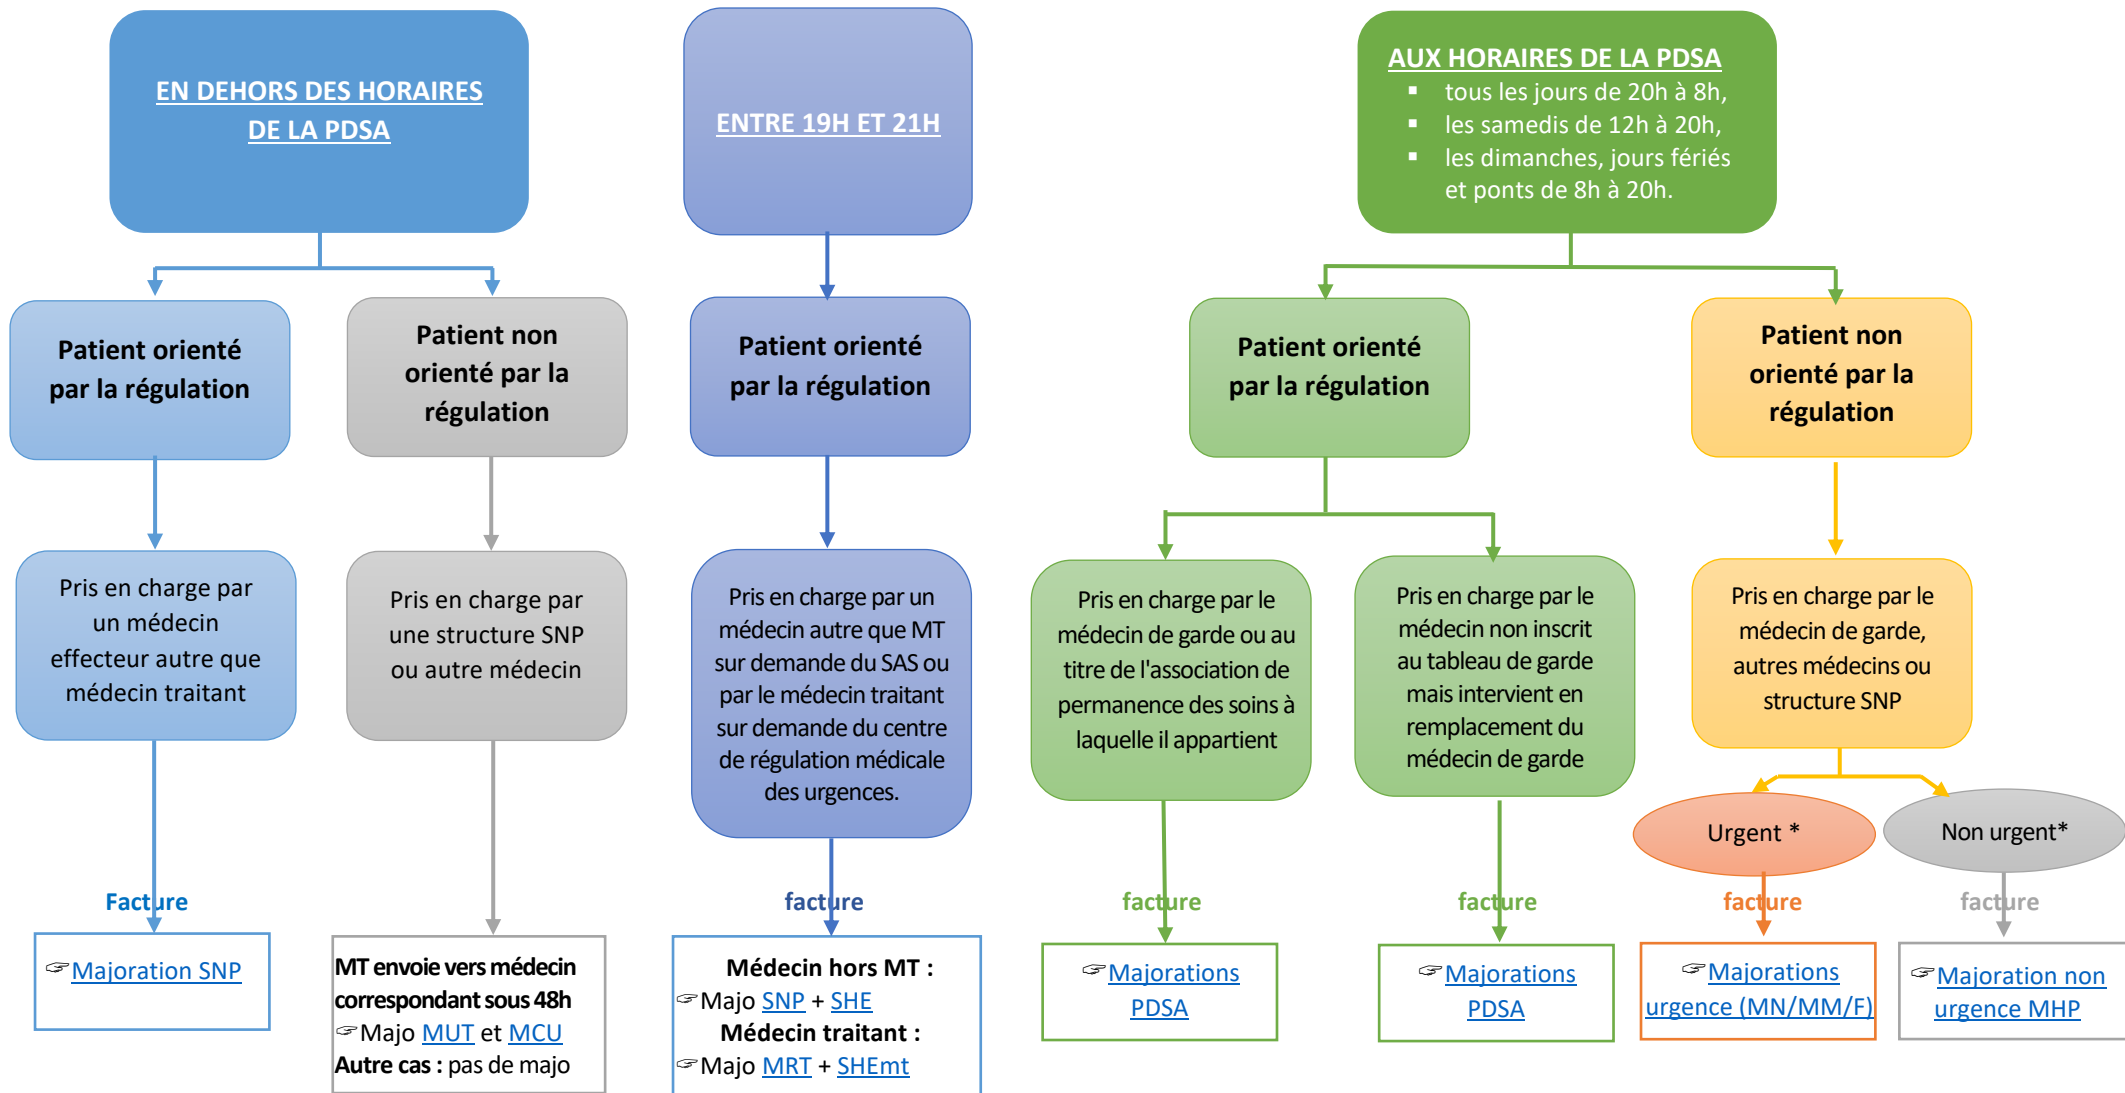 EN DEHORS DES HORAIRES
DE LA PDSA
ENTRE 19H ET 21H
AUX HORAIRES DE LA PDSA
▪ tous les jours de 20h à 8h,
▪ les samedis de 12h à 20h,
▪ les dimanches, jours fériés
et ponts de 8h à 20h.
Patient orienté
par la régulation
Patient non
orienté par la
régulation
Patient orienté
par la régulation
Patient orienté
par la régulation
Patient non
orienté par la
régulation
Pris en charge par
un médecin
effecteur autre que
médecin traitant
Pris en charge par
une structure SNP
ou autre médecin
Pris en charge par un
médecin autre que MT
sur demande du SAS ou
par le médecin traitant
sur demande du centre
de régulation médicale
des urgences.
Pris en charge par le
médecin de garde ou au
titre de l'association de
permanence des soins à
laquelle il appartient
Pris en charge par le
médecin non inscrit
au tableau de garde
mais intervient en
remplacement du
médecin de garde
Pris en charge par le
médecin de garde,
autres médecins ou
structure SNP
Urgent *
Non urgent*
Facture
facture
facture
facture
facture
facture
☞Majoration SNP
MT envoie vers médecin
correspondant sous 48h
☞Majo MUT et MCU
Autre cas : pas de majo
Médecin hors MT :
☞Majo SNP + SHE
Médecin traitant :
☞Majo MRT + SHEmt
☞Majorations
PDSA
☞Majorations
PDSA
☞Majorations
urgence (MN/MM/F)
☞Majoration non
urgence MHP